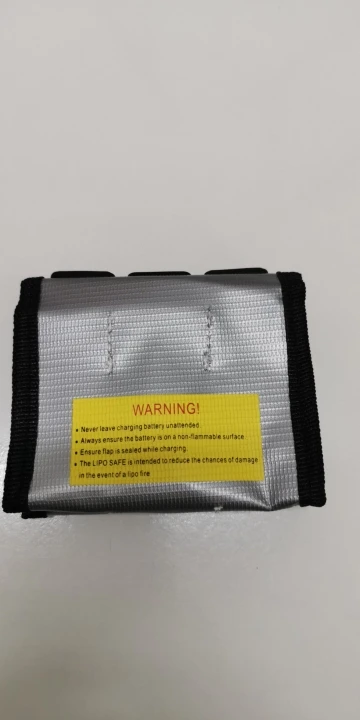 WARNING!
• Never leave charging battery unattended
• Always ensure the battery is on a non-flammable surface
• Ensure flap is sealed while charging.
• The LIPO SAFE is intended to reduce the chances of damage
in the event of a lipo fire